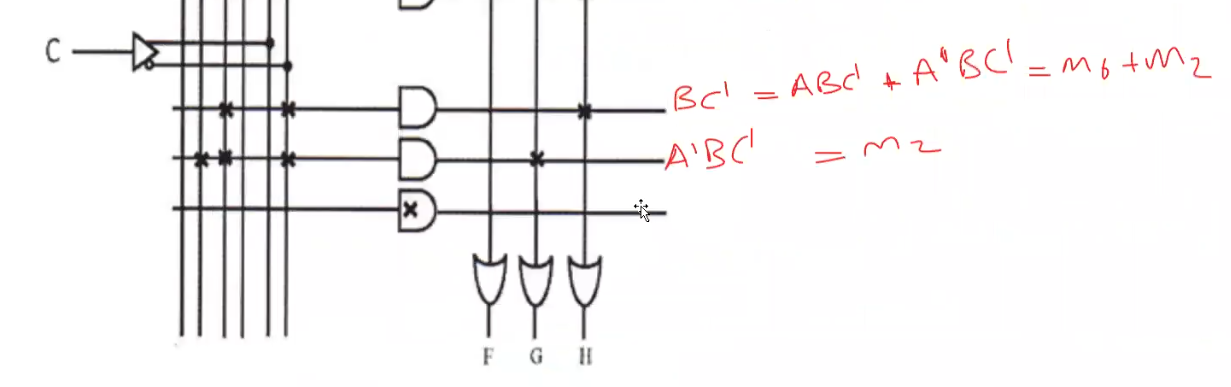 C
BC' = ABC' + A'BC' = m6 + m2
A'BC' = m2
F G H